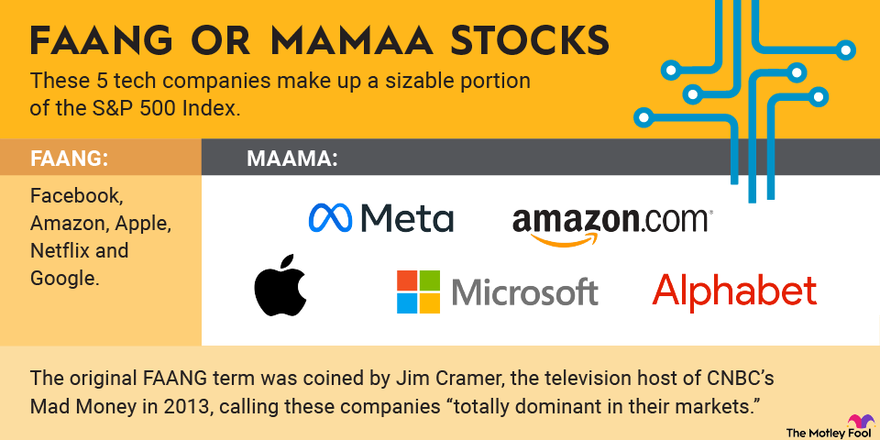 FAANG OR MAMAA STOCKS
These 5 tech companies make up a sizable portion
of the S&P 500 Index.
FAANG:
MAAMA:
Facebook,
Amazon, Apple,
Netflix and
Google.
Meta
amazon.com®
Microsoft
Alphabet
The original FAANG term was coined by Jim Cramer, the television host of CNBC’s
Mad Money in 2013, calling these companies “totally dominant in their markets.”
The Motley Fool